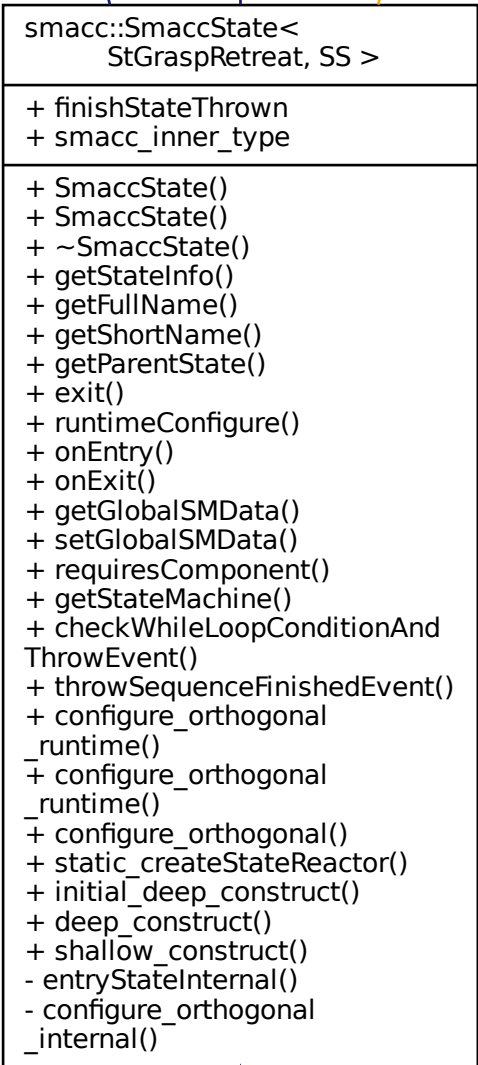 smacc::SmaccState<
StGraspRetreat, SS >
+ finishStateThrown
+ smacc_inner_type
+ SmaccState()
+ SmaccState()
+ ~SmaccState()
+ getStateInfo()
+ getFullName()
+ getShortName()
+ getParentState()
+ exit()
+ runtimeConfigure()
+ onEntry()
+ onExit()
+ getGlobalSMData()
+ setGlobalSMData()
+ requiresComponent()
+ getStateMachine()
+ checkWhileLoopConditionAnd
ThrowEvent()
+ throwSequenceFinishedEvent()
+ configure_orthogonal
_runtime()
+ configure_orthogonal
_runtime()
+ configure_orthogonal()
+ static_createStateReactor()
+ initial_deep_construct()
+ deep_construct()
+ shallow_construct()
- entryStateInternal()
- configure_orthogonal
_internal()